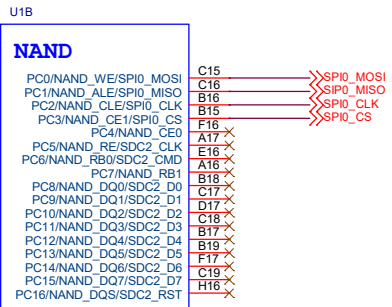 U1B
NAND
PC0/NAND_WE/SPI0_MOSI C15 SPI0_MOSI
PC1/NAND_ALE/SPI0_MISO C16 SIP0_MISO
PC2/NAND_CLE/SPI0_CLK B16 SPI0_CLK
PC3/NAND_CE1/SPI0_CS B15 SPI0_CS
PC4/NAND_CE0 F16
PC5/NAND_RE/SDC2_CLK A17
PC6/NAND_RB0/SDC2_CMD E16
PC7/NAND_RB1 A16
PC8/NAND_DQ0/SDC2_D0 B18
PC9/NAND_DQ1/SDC2_D1 C17
PC10/NAND_DQ2/SDC2_D2 D17
PC11/NAND_DQ3/SDC2_D3 C18
PC12/NAND_DQ4/SDC2_D4 B17
PC13/NAND_DQ5/SDC2_D5 B19
PC14/NAND_DQ6/SDC2_D6 F17
PC15/NAND_DQ7/SDC2_D7 C19
PC16/NAND_DQS/SDC2_RST H16